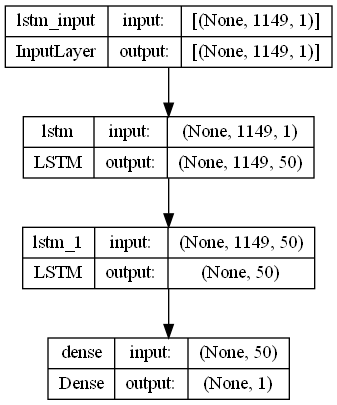 lstm_input input: [(None, 1149, 1)]
InputLayer output: [(None, 1149, 1)]
lstm input: (None, 1149, 1)
LSTM output: (None, 1149, 50)
lstm_1 input: (None, 1149, 50)
LSTM output: (None, 50)
dense input: (None, 50)
Dense output: (None, 1)